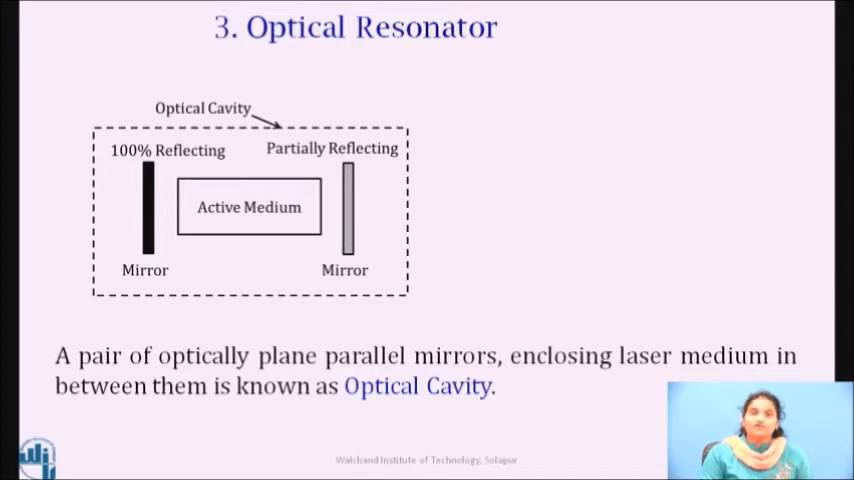 3. Optical Resonator
Optical Cavity
100% Reflecting
Partially Reflecting
Active Medium
Mirror
Mirror
A pair of optically plane parallel mirrors, enclosing laser medium in
between them is known as Optical Cavity.
Walchand Institute of Technology, Solapur